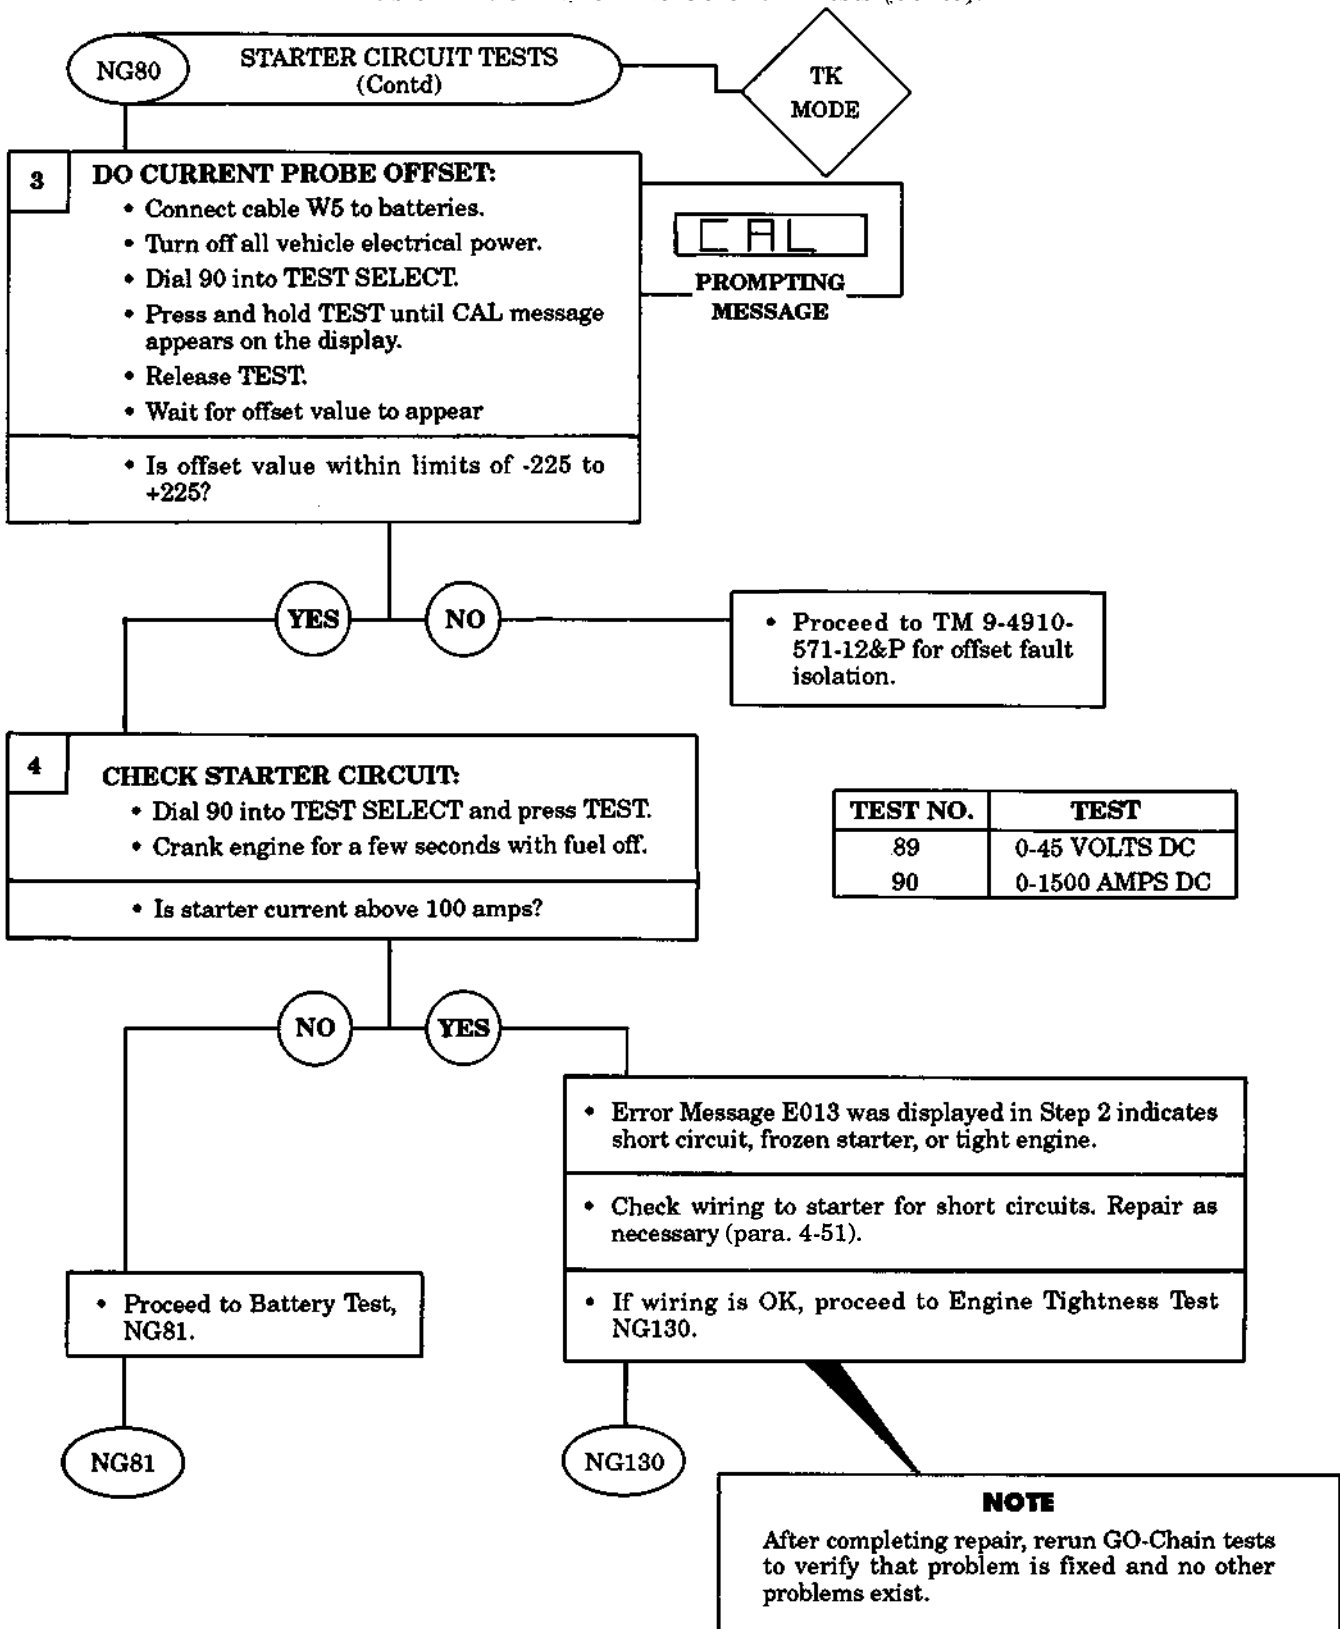 NG80
STARTER CIRCUIT TESTS
(Contd)
TK
MODE
3
DO CURRENT PROBE OFFSET:
• Connect cable W5 to batteries.
• Turn off all vehicle electrical power.
• Dial 90 into TEST SELECT.
• Press and hold TEST until CAL message
appears on the display.
• Release TEST.
• Wait for offset value to appear
• Is offset value within limits of -225 to
+225?
CAL
PROMPTING
MESSAGE
YES
NO
• Proceed to TM 9-4910-
571-12&P for offset fault
isolation.
4
CHECK STARTER CIRCUIT:
• Dial 90 into TEST SELECT and press TEST.
• Crank engine for a few seconds with fuel off.
• Is starter current above 100 amps?
TEST NO. TEST
89 0-45 VOLTS DC
90 0-1500 AMPS DC
NO
YES
• Error Message E013 was displayed in Step 2 indicates
short circuit, frozen starter, or tight engine.
• Check wiring to starter for short circuits. Repair as
necessary (para. 4-51).
• If wiring is OK, proceed to Engine Tightness Test
NG130.
• Proceed to Battery Test,
NG81.
NG81
NG130
NOTE
After completing repair, rerun GO-Chain tests
to verify that problem is fixed and no other
problems exist.